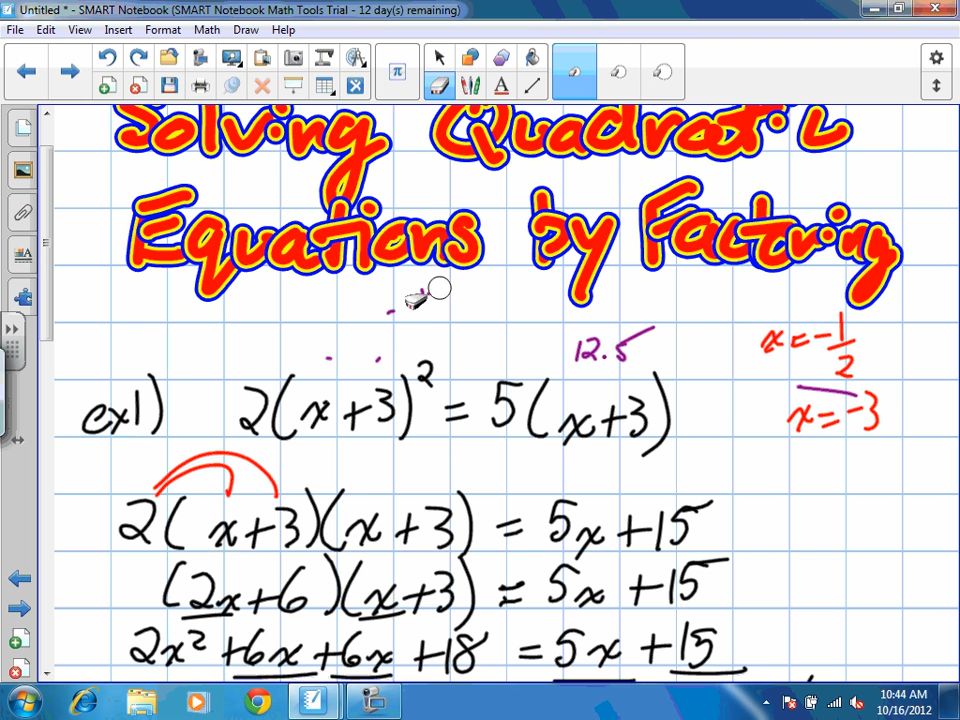 Untitled * - SMART Notebook (SMART Notebook Math Tools Trial - 12 day(s) remaining)
File Edit View Insert Format Math Draw Help
π
A
Solving Quadratic
Equations by Factoring
12.5
x = -1/2
x = -3
ex1) 2(x+3)² = 5(x+3)
2(x+3)(x+3) = 5x+15
(2x+6)(x+3) = 5x+15
2x²+6x+6x+18 = 5x+15
10:44 AM
10/16/2012